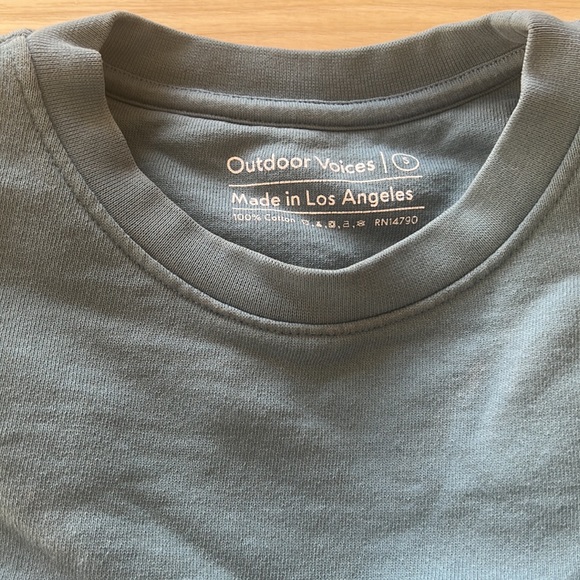 Outdoor Voices | S
Made in Los Angeles
100% Cotton RN14790